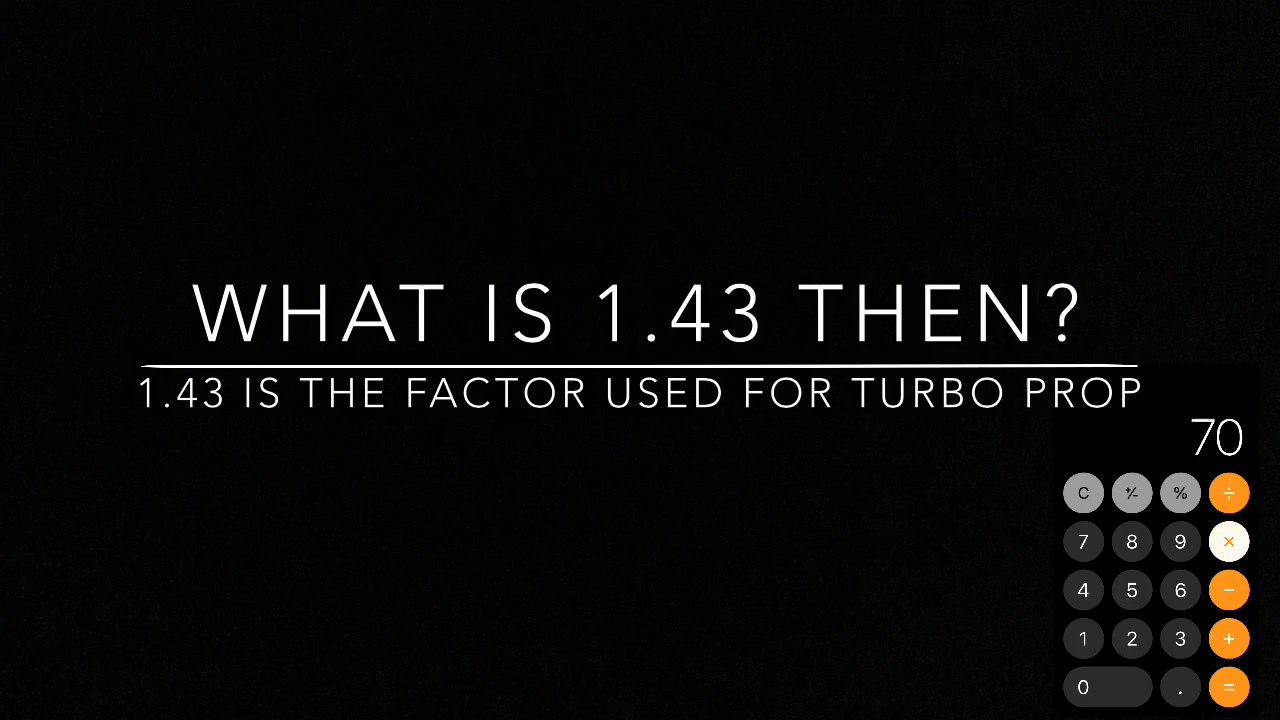 WHAT IS 1.43 THEN?
1.43 IS THE FACTOR USED FOR TURBO PROP
70
C +/- % ÷
7 8 9 ×
4 5 6 −
1 2 3 +
0 . =